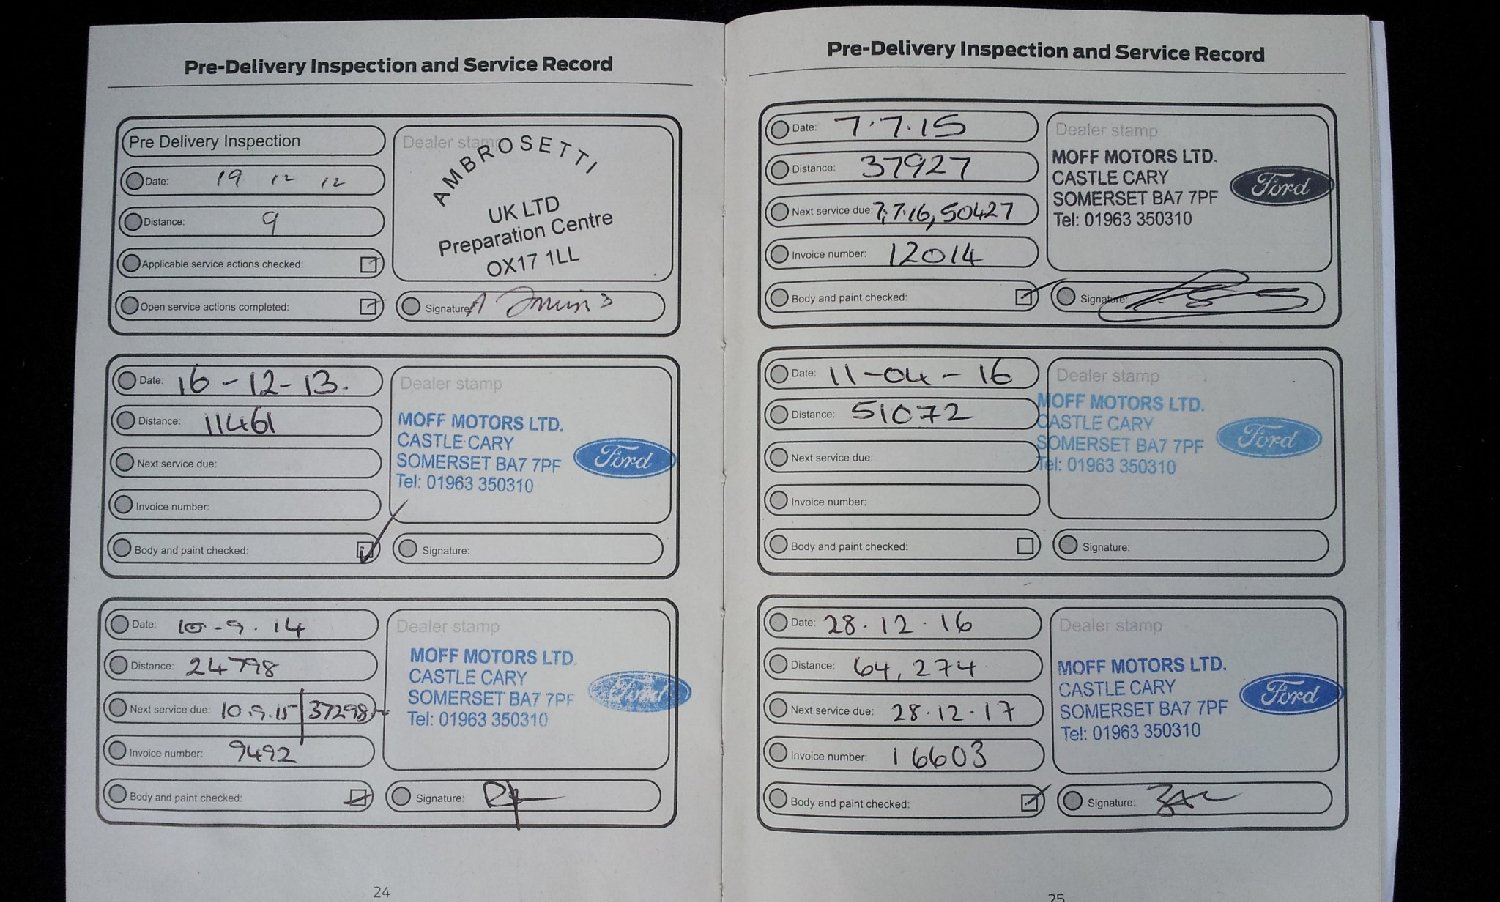 Pre-Delivery Inspection and Service Record
Pre Delivery Inspection
Date: 19 12 12
Distance: 9
Applicable service actions checked:
Open service actions completed:
Dealer stamp
AMBROSETTI
UK LTD
Preparation Centre
OX17 1LL
Signature:
Date: 16-12-13.
Distance: 11461
Next service due:
Invoice number:
Body and paint checked:
Dealer stamp
MOFF MOTORS LTD.
CASTLE CARY
SOMERSET BA7 7PF
Tel: 01963 350310
Ford
Signature:
Date: 10-9.14
Distance: 24798
Next service due: 10.9.15 37298
Invoice number: 9492
Body and paint checked:
Dealer stamp
MOFF MOTORS LTD.
CASTLE CARY
SOMERSET BA7 7PF
Tel: 01963 350310
Ford
Signature:
24
Pre-Delivery Inspection and Service Record
Date: 7.7.15
Distance: 37927
Next service due 7.7.16, 50427
Invoice number: 12014
Body and paint checked:
Dealer stamp
MOFF MOTORS LTD.
CASTLE CARY
SOMERSET BA7 7PF
Tel: 01963 350310
Ford
Signature:
Date: 11-04-16
Distance: 51072
Next service due:
Invoice number:
Body and paint checked:
Dealer stamp
MOFF MOTORS LTD.
CASTLE CARY
SOMERSET BA7 7PF
Tel: 01963 350310
Ford
Signature:
Date: 28.12.16
Distance: 64,274
Next service due: 28.12.17
Invoice number: 16603
Body and paint checked:
Dealer stamp
MOFF MOTORS LTD.
CASTLE CARY
SOMERSET BA7 7PF
Tel: 01963 350310
Ford
Signature:
25